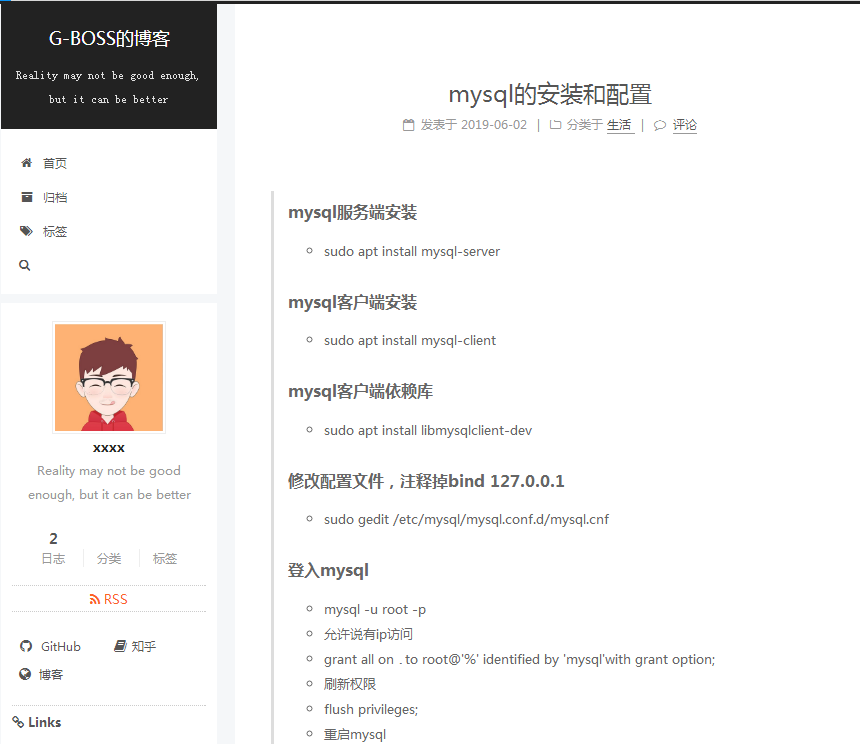 G-BOSS的博客
Reality may not be good enough,
but it can be better
首页
归档
标签
xxxx
Reality may not be good
enough, but it can be better
2
日志 分类 标签
RSS
GitHub 知乎
博客
Links
mysql的安装和配置
发表于 2019-06-02 | 分类于 生活 | 评论
mysql服务端安装
sudo apt install mysql-server
mysql客户端安装
sudo apt install mysql-client
mysql客户端依赖库
sudo apt install libmysqlclient-dev
修改配置文件，注释掉bind 127.0.0.1
sudo gedit /etc/mysql/mysql.conf.d/mysql.cnf
登入mysql
mysql -u root -p
允许说有ip访问
grant all on . to root@'%' identified by 'mysql'with grant option;
刷新权限
flush privileges;
重启mysql